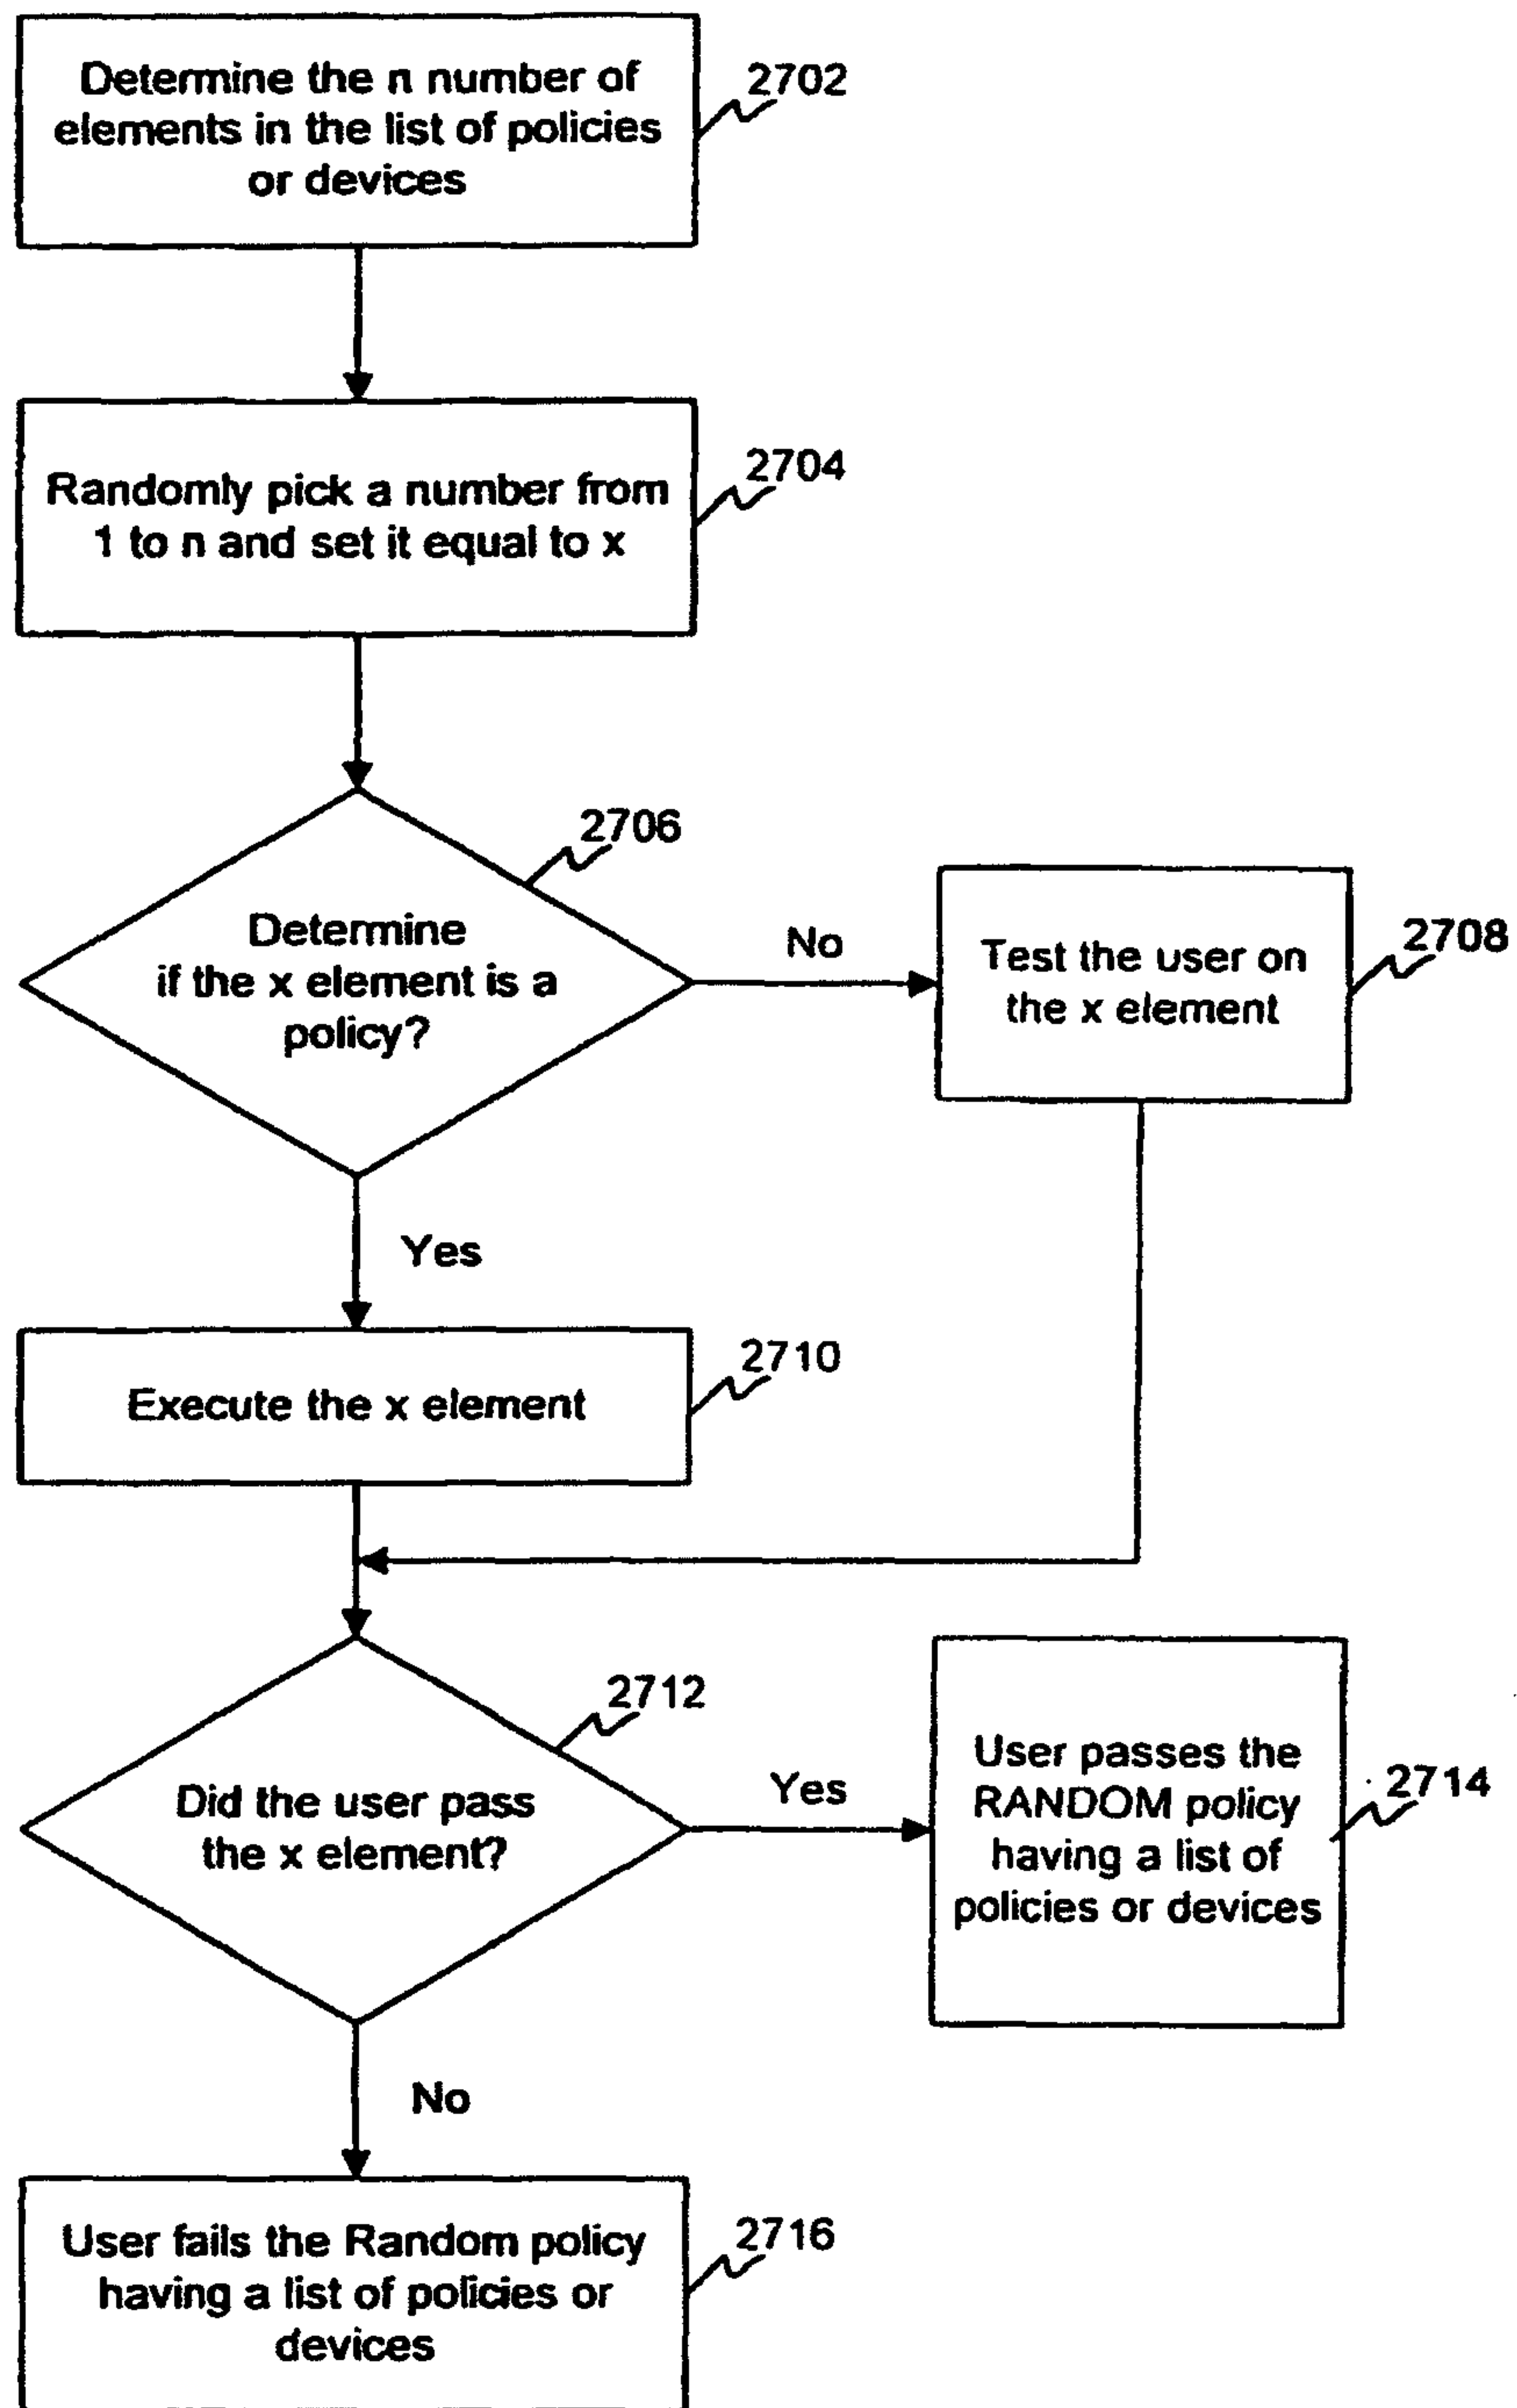 Determine the n number of
elements in the list of policies
or devices
2702
Randomly pick a number from
1 to n and set it equal to x
2704
2706
Determine
if the x element is a
policy?
No
Test the user on
the x element
2708
Yes
Execute the x element
2710
2712
Did the user pass
the x element?
Yes
User passes the
RANDOM policy
having a list of
policies or devices
2714
No
User fails the Random policy
having a list of policies or
devices
2716